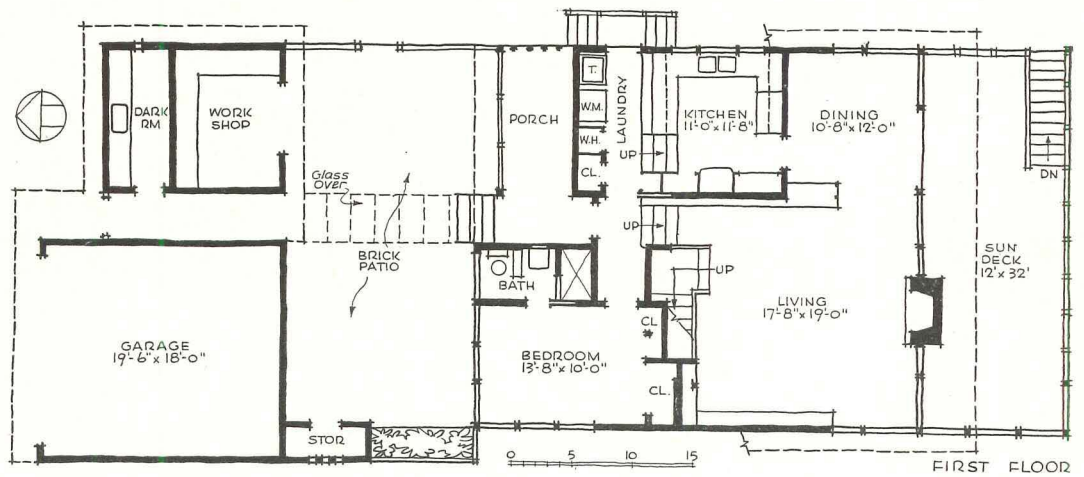 DARK
RM
WORK
SHOP
Glass
Over
BRICK
PATIO
GARAGE
19'-6" x 18'-0"
STOR
PORCH
T.
W.M.
W.H.
CL.
LAUNDRY
UP
UP
UP
KITCHEN
11'-0" x 11'-8"
DINING
10'-8" x 12'-0"
DN
SUN
DECK
12' x 32'
BATH
BEDROOM
13'-8" x 10'-0"
CL
CL.
LIVING
17'-8" x 19'-0"
0 5 10 15
FIRST FLOOR